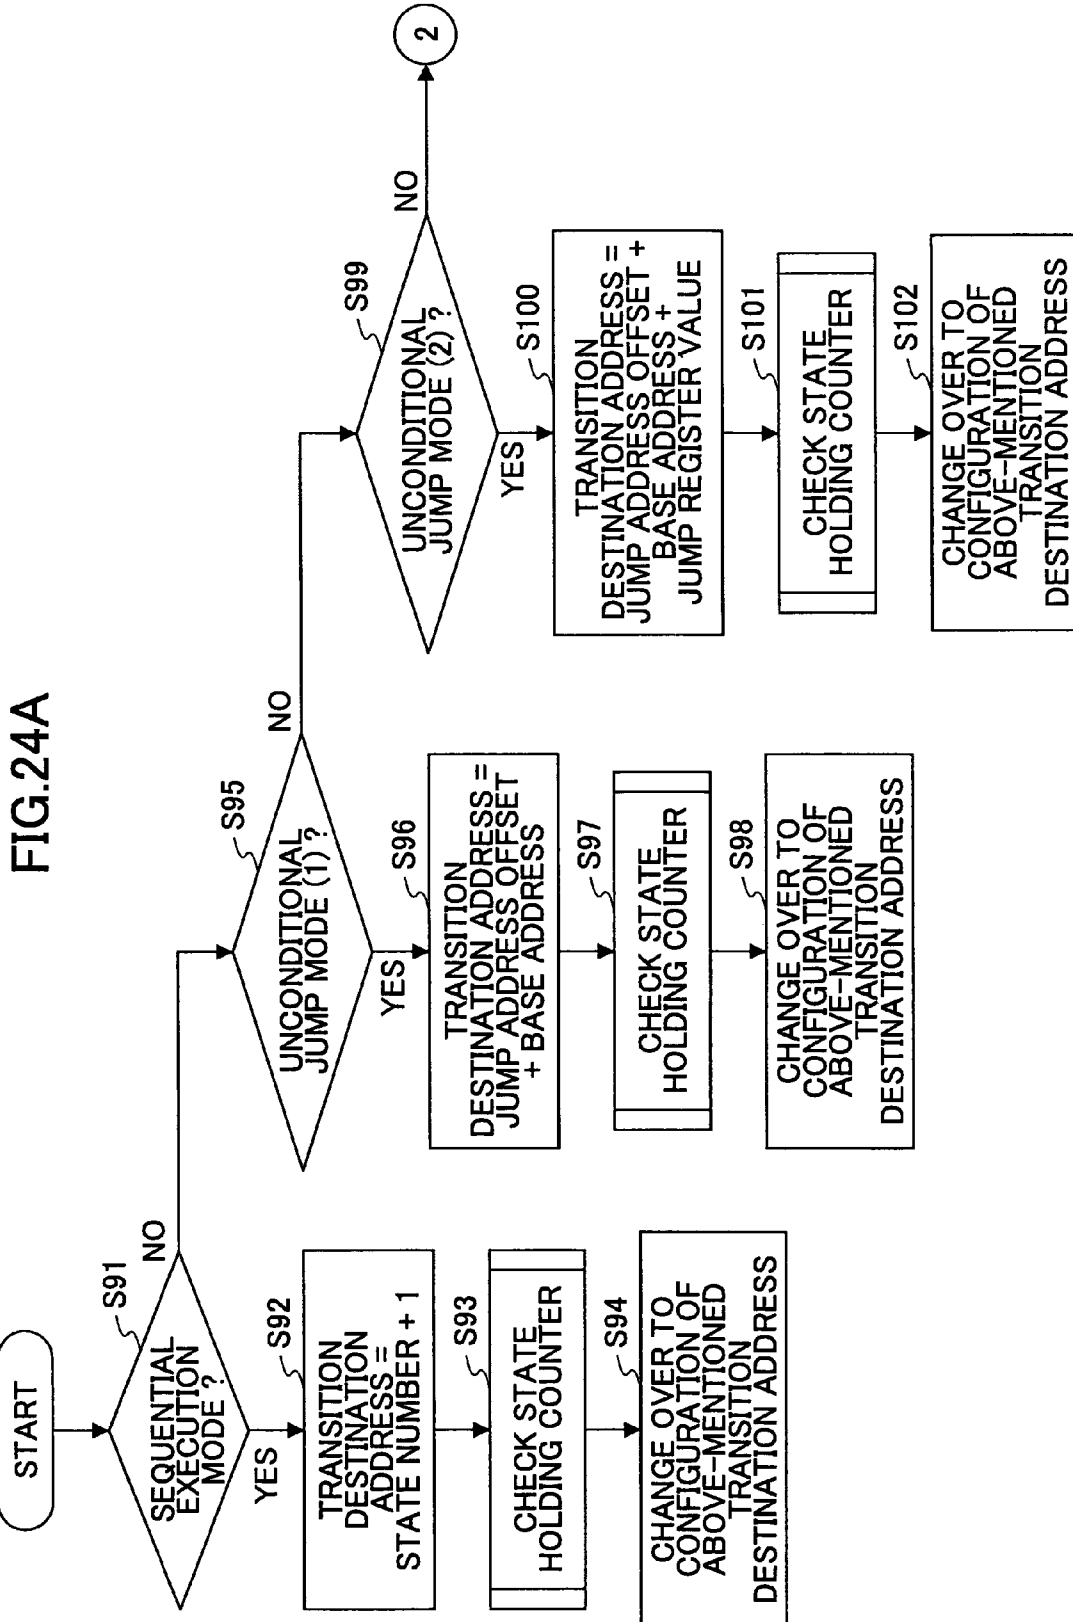 FIG.24A
START
SEQUENTIAL
EXECUTION
MODE ?
S91
NO
YES
TRANSITION
DESTINATION
ADDRESS =
STATE NUMBER + 1
S92
CHECK STATE
HOLDING COUNTER
S93
CHANGE OVER TO
CONFIGURATION OF
ABOVE-MENTIONED
TRANSITION
DESTINATION ADDRESS
S94
UNCONDITIONAL
JUMP MODE (1) ?
S95
NO
YES
TRANSITION
DESTINATION ADDRESS =
JUMP ADDRESS OFFSET
+ BASE ADDRESS
S96
CHECK STATE
HOLDING COUNTER
S97
CHANGE OVER TO
CONFIGURATION OF
ABOVE-MENTIONED
TRANSITION
DESTINATION ADDRESS
S98
UNCONDITIONAL
JUMP MODE (2) ?
S99
NO
2
YES
TRANSITION
DESTINATION ADDRESS =
JUMP ADDRESS OFFSET +
BASE ADDRESS +
JUMP REGISTER VALUE
S100
CHECK STATE
HOLDING COUNTER
S101
CHANGE OVER TO
CONFIGURATION OF
ABOVE-MENTIONED
TRANSITION
DESTINATION ADDRESS
S102